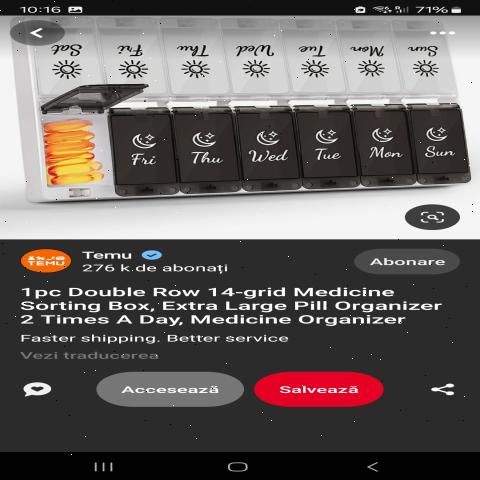 10:16
71%
Sat Fri Thu Wed Tue Mon Sun
Fri Thu Wed Tue Mon Sun
TEMU
Temu
276 k de abonați
Abonare
1pc Double Row 14-grid Medicine
Sorting Box, Extra Large Pill Organizer
2 Times A Day, Medicine Organizer
Faster shipping. Better service
Vezi traducerea
Accesează
Salvează